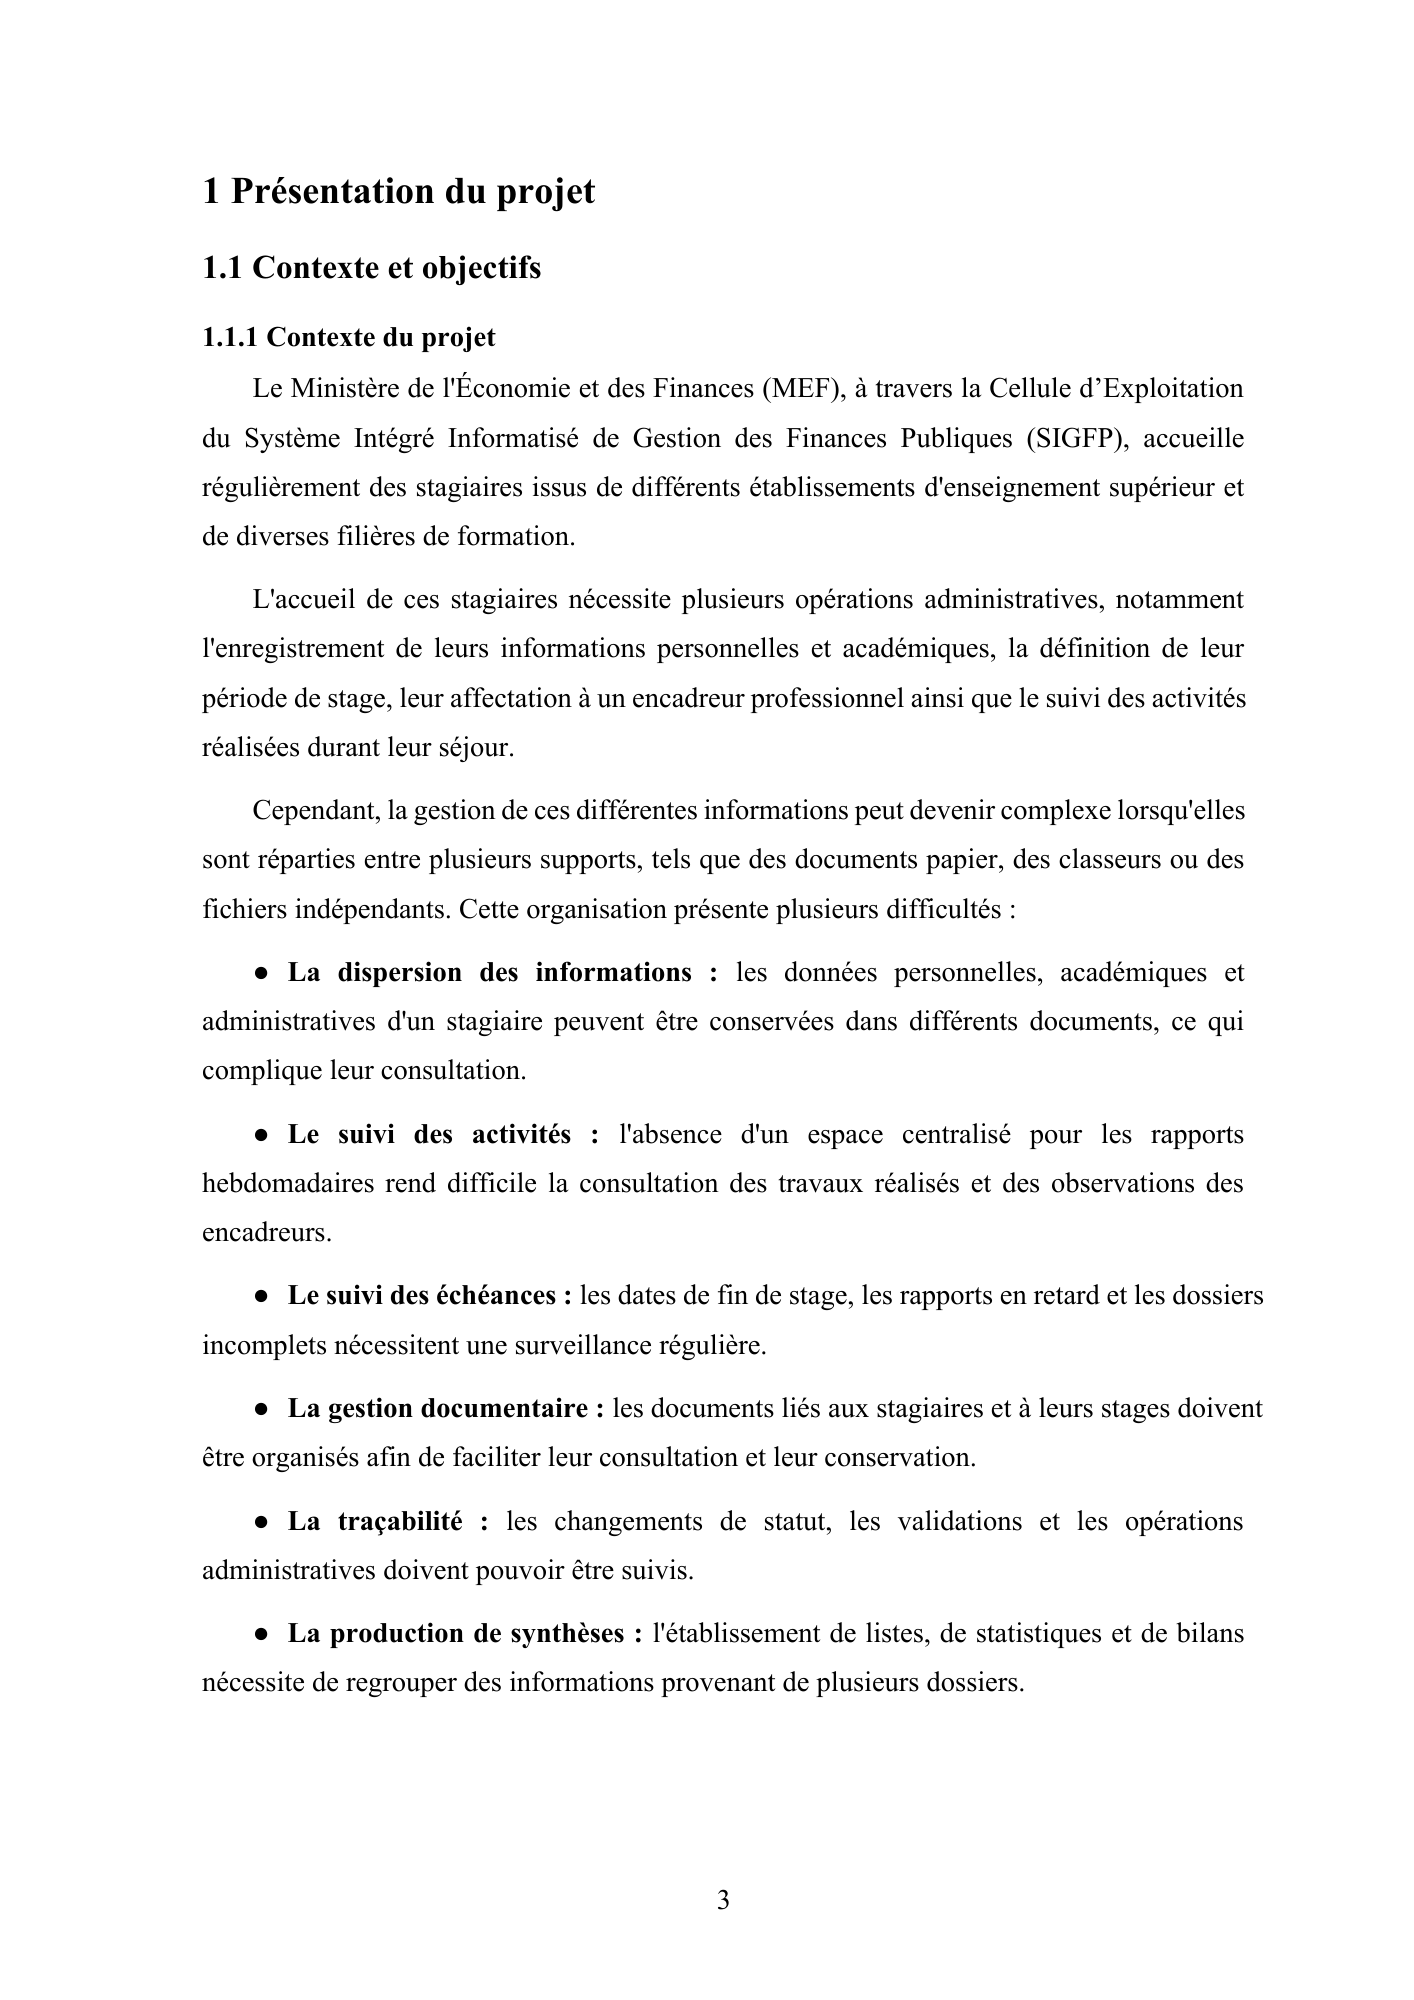 1 Présentation du projet
1.1 Contexte et objectifs
1.1.1 Contexte du projet
Le Ministère de l'Économie et des Finances (MEF), à travers la Cellule d’Exploitation
du Système Intégré Informatisé de Gestion des Finances Publiques (SIGFP), accueille
régulièrement des stagiaires issus de différents établissements d'enseignement supérieur et
de diverses filières de formation.
L'accueil de ces stagiaires nécessite plusieurs opérations administratives, notamment
l'enregistrement de leurs informations personnelles et académiques, la définition de leur
période de stage, leur affectation à un encadreur professionnel ainsi que le suivi des activités
réalisées durant leur séjour.
Cependant, la gestion de ces différentes informations peut devenir complexe lorsqu'elles
sont réparties entre plusieurs supports, tels que des documents papier, des classeurs ou des
fichiers indépendants. Cette organisation présente plusieurs difficultés :
● La dispersion des informations : les données personnelles, académiques et
administratives d'un stagiaire peuvent être conservées dans différents documents, ce qui
complique leur consultation.
● Le suivi des activités : l'absence d'un espace centralisé pour les rapports
hebdomadaires rend difficile la consultation des travaux réalisés et des observations des
encadreurs.
● Le suivi des échéances : les dates de fin de stage, les rapports en retard et les dossiers
incomplets nécessitent une surveillance régulière.
● La gestion documentaire : les documents liés aux stagiaires et à leurs stages doivent
être organisés afin de faciliter leur consultation et leur conservation.
● La traçabilité : les changements de statut, les validations et les opérations
administratives doivent pouvoir être suivis.
● La production de synthèses : l'établissement de listes, de statistiques et de bilans
nécessite de regrouper des informations provenant de plusieurs dossiers.
3